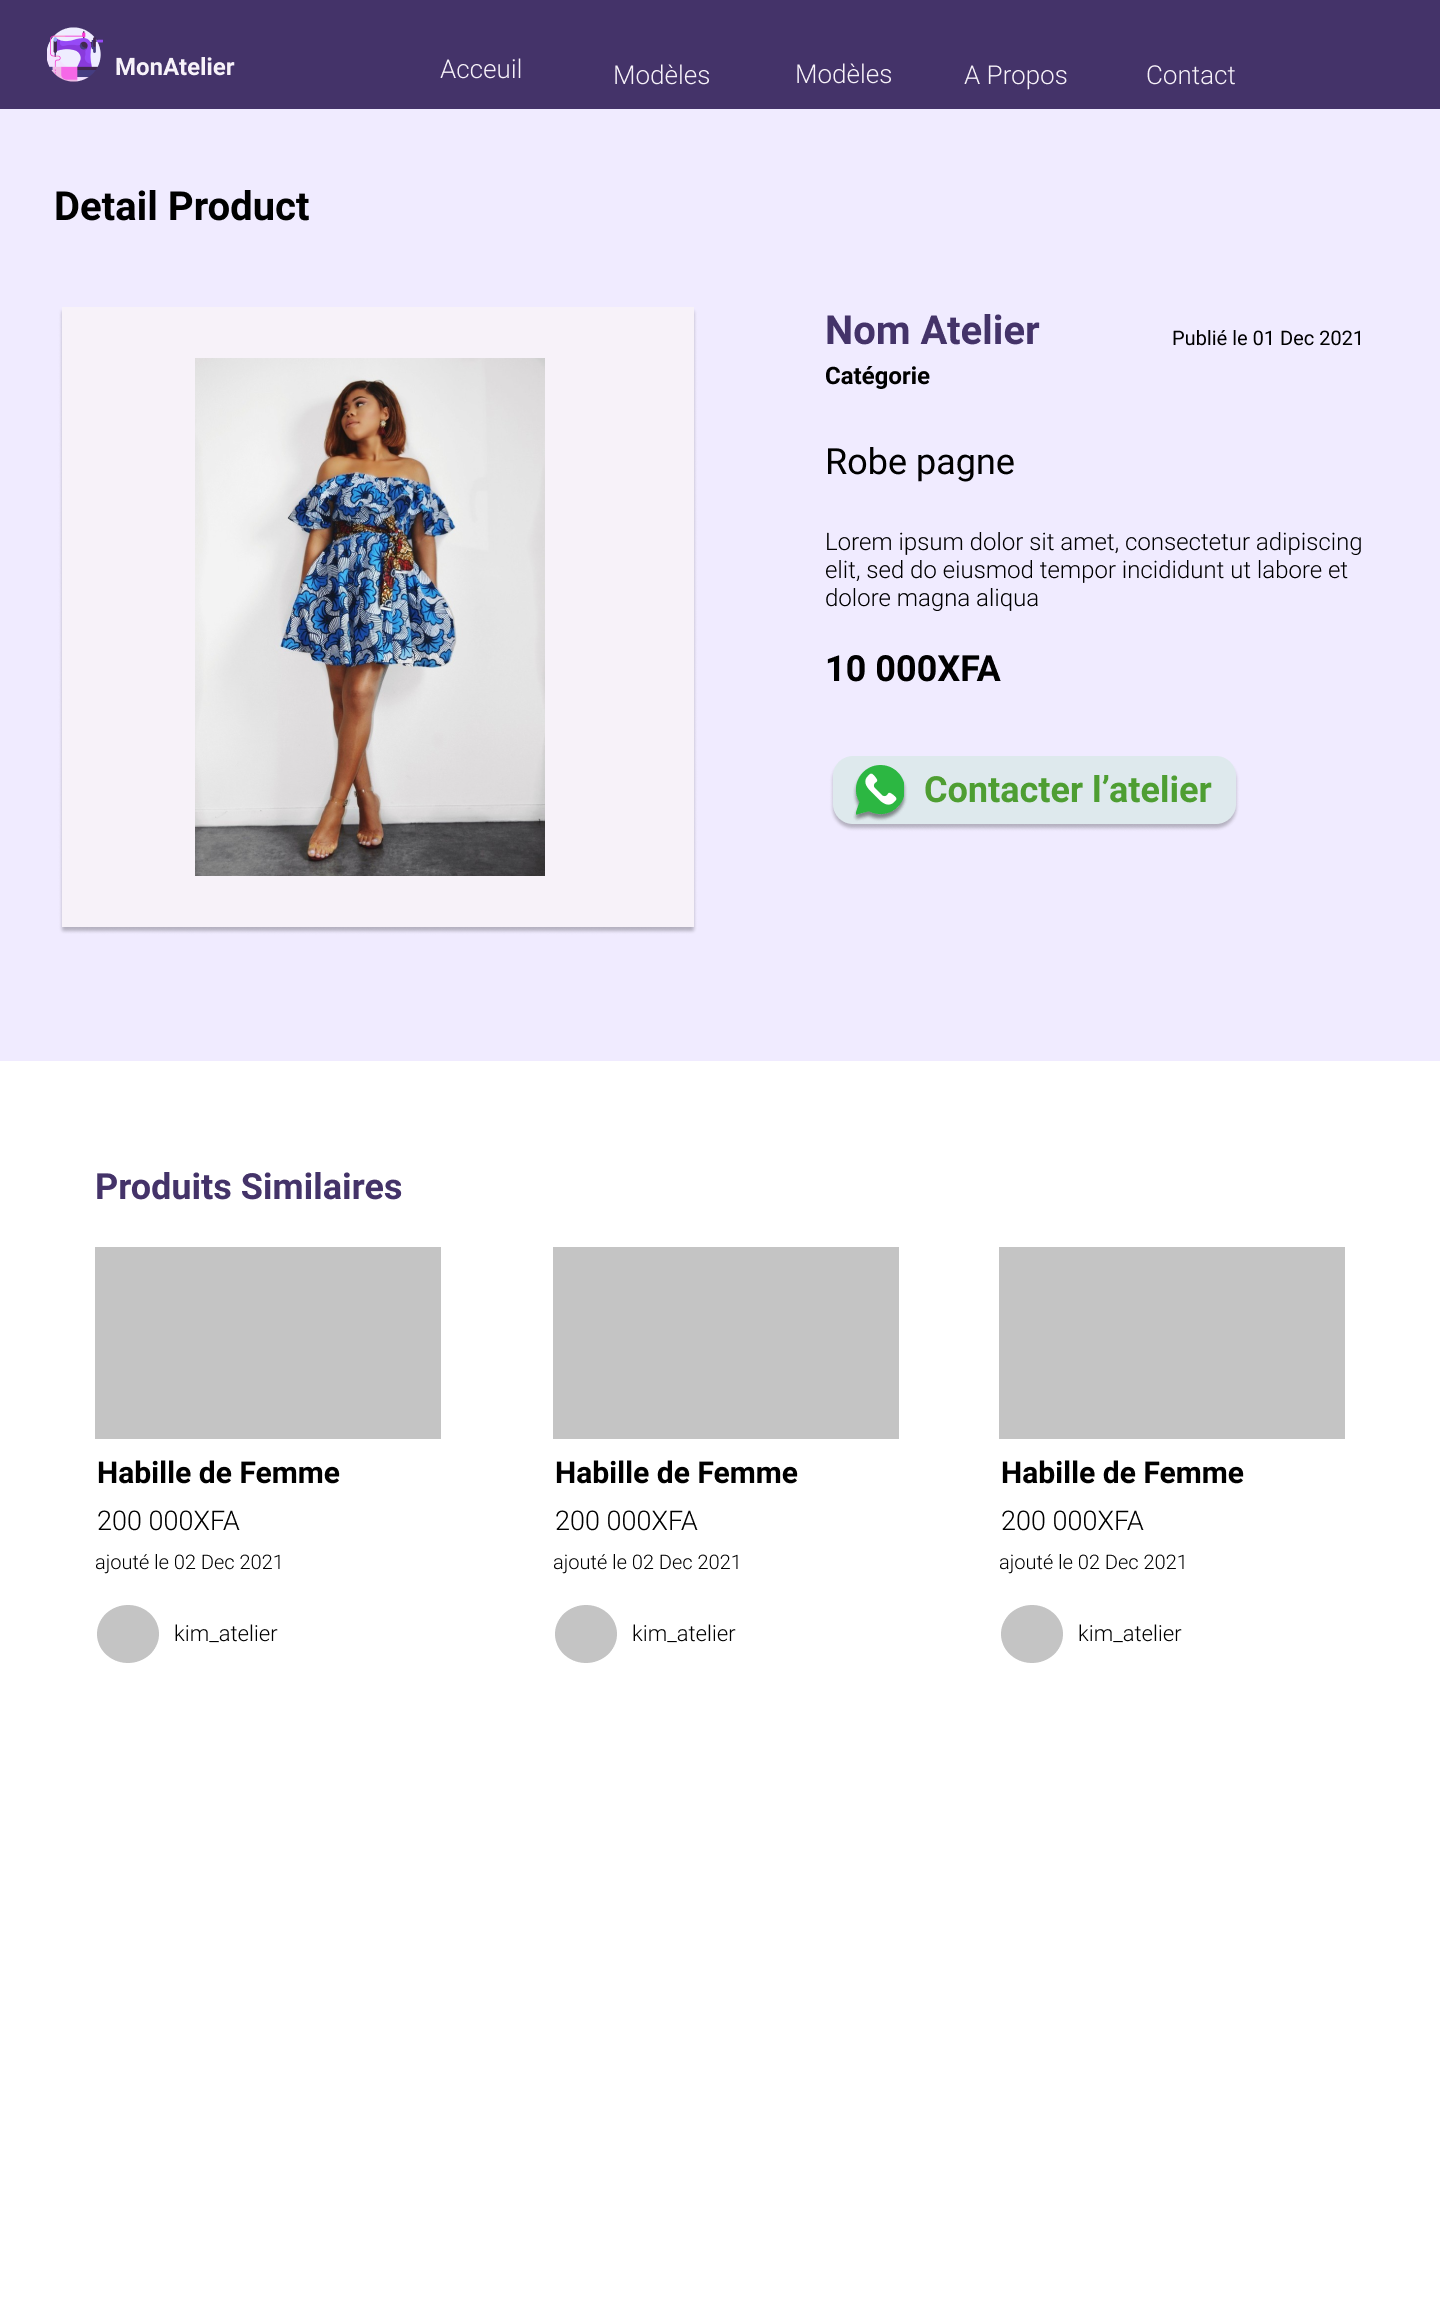 MonAtelier
Acceuil
Modèles
Modèles
A Propos
Contact
Detail Product
Nom Atelier
Publié le 01 Dec 2021
Catégorie
Robe pagne
Lorem ipsum dolor sit amet, consectetur adipiscing
elit, sed do eiusmod tempor incididunt ut labore et
dolore magna aliqua
10 000XFA
Contacter l’atelier
Produits Similaires
Habille de Femme
200 000XFA
ajouté le 02 Dec 2021
kim_atelier
Habille de Femme
200 000XFA
ajouté le 02 Dec 2021
kim_atelier
Habille de Femme
200 000XFA
ajouté le 02 Dec 2021
kim_atelier